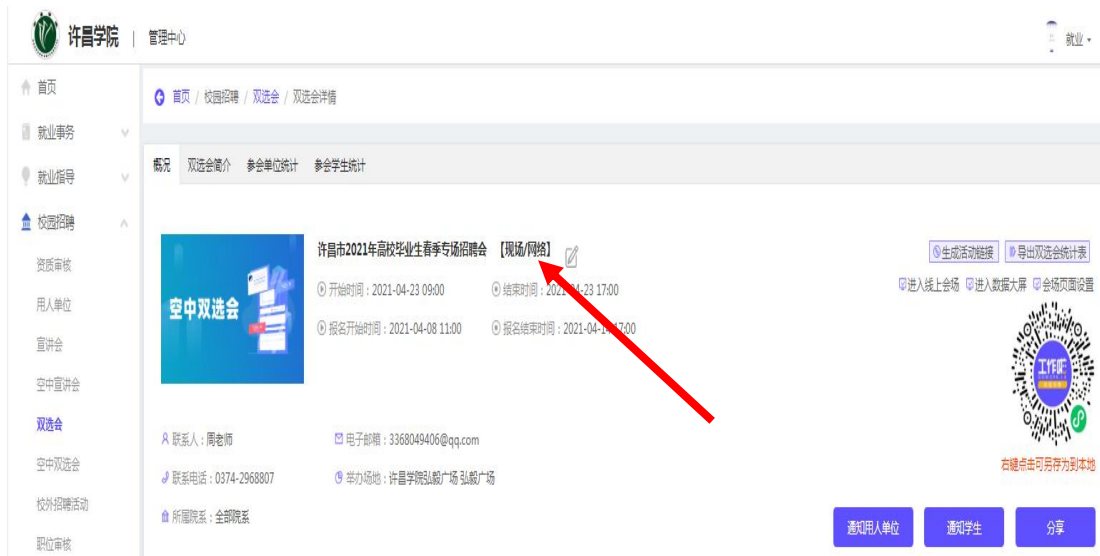 许昌学院 | 管理中心
就业
首页
就业事务
就业指导
校园招聘
资质审核
用人单位
宣讲会
空中宣讲会
双选会
空中双选会
校外招聘活动
职位审核
首页 / 校园招聘 / 双选会 / 双选会详情
概况 双选会简介 参会单位统计 参会学生统计
空中双选会
许昌市2021年高校毕业生春季专场招聘会 【现场/网络】
开始时间：2021-04-23 09:00 结束时间：2021-04-23 17:00
报名开始时间：2021-04-08 11:00 报名结束时间：2021-04-14 17:00
生成活动链接 导出双选会统计表
进入线上会场 进入数据大屏 会场页面设置
工作啦
右键点击可另存为到本地
联系人：周老师 电子邮箱：3368049406@qq.com
联系电话：0374-2968807 举办场地：许昌学院弘毅广场 弘毅广场
所属院系：全部院系
通知用人单位 通知学生 分享